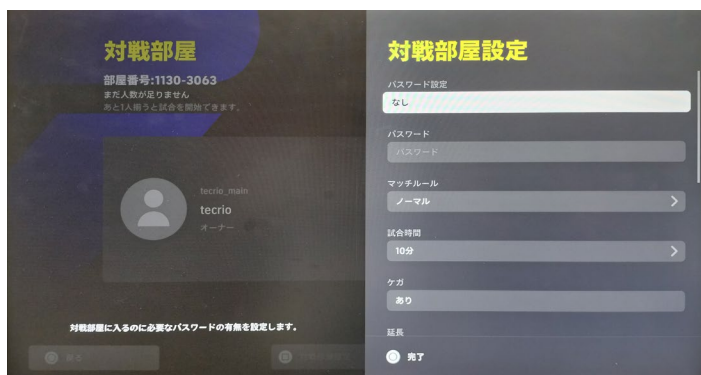 対戦部屋
部屋番号:1130-3063
まだ人数が足りません
あと1人揃うと試合を開始できます。
tecrio_main
tecrio
オーナー
対戦部屋に入るのに必要なパスワードの有無を設定します。
戻る
対戦部屋設定
パスワード設定
なし
パスワード
パスワード
マッチルール
ノーマル
試合時間
10分
ケガ
あり
延長
完了